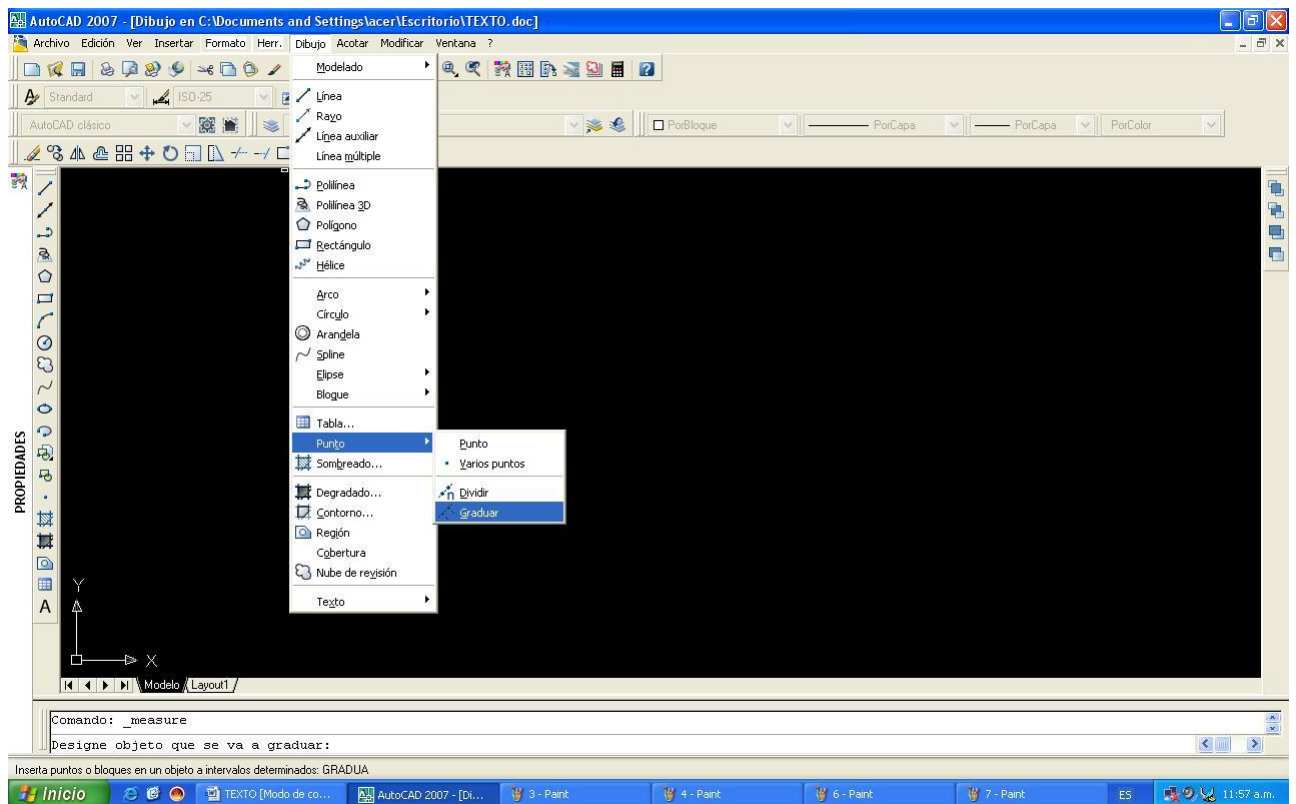 AutoCAD 2007 - [Dibujo en C:\Documents and Settings\acer\Escritorio\TEXTO.doc]
Archivo Edición Ver Insertar Formato Herr. Dibujo Acotar Modificar Ventana ?
Standard ISO-25
AutoCAD clásico PorBloque PorCapa PorCapa PorColor
Modelado
Línea
Rayo
Línea auxiliar
Línea múltiple
Polilínea
Polilínea 3D
Polígono
Rectángulo
Hélice
Arco
Círculo
Arandela
Spline
Elipse
Bloque
Tabla...
Punto
Sombreado...
Degradado...
Contorno...
Región
Cobertura
Nube de revisión
Texto
Punto
Varios puntos
Dividir
Graduar
PROPIEDADES
A
Y
X
Modelo Layout1
Comando: _measure
Designe objeto que se va a graduar:
Inserta puntos o bloques en un objeto a intervalos determinados: GRADUA
Inicio TEXTO [Modo de co... AutoCAD 2007 - [Di... 3 - Paint 4 - Paint 6 - Paint 7 - Paint ES 11:57 a.m.